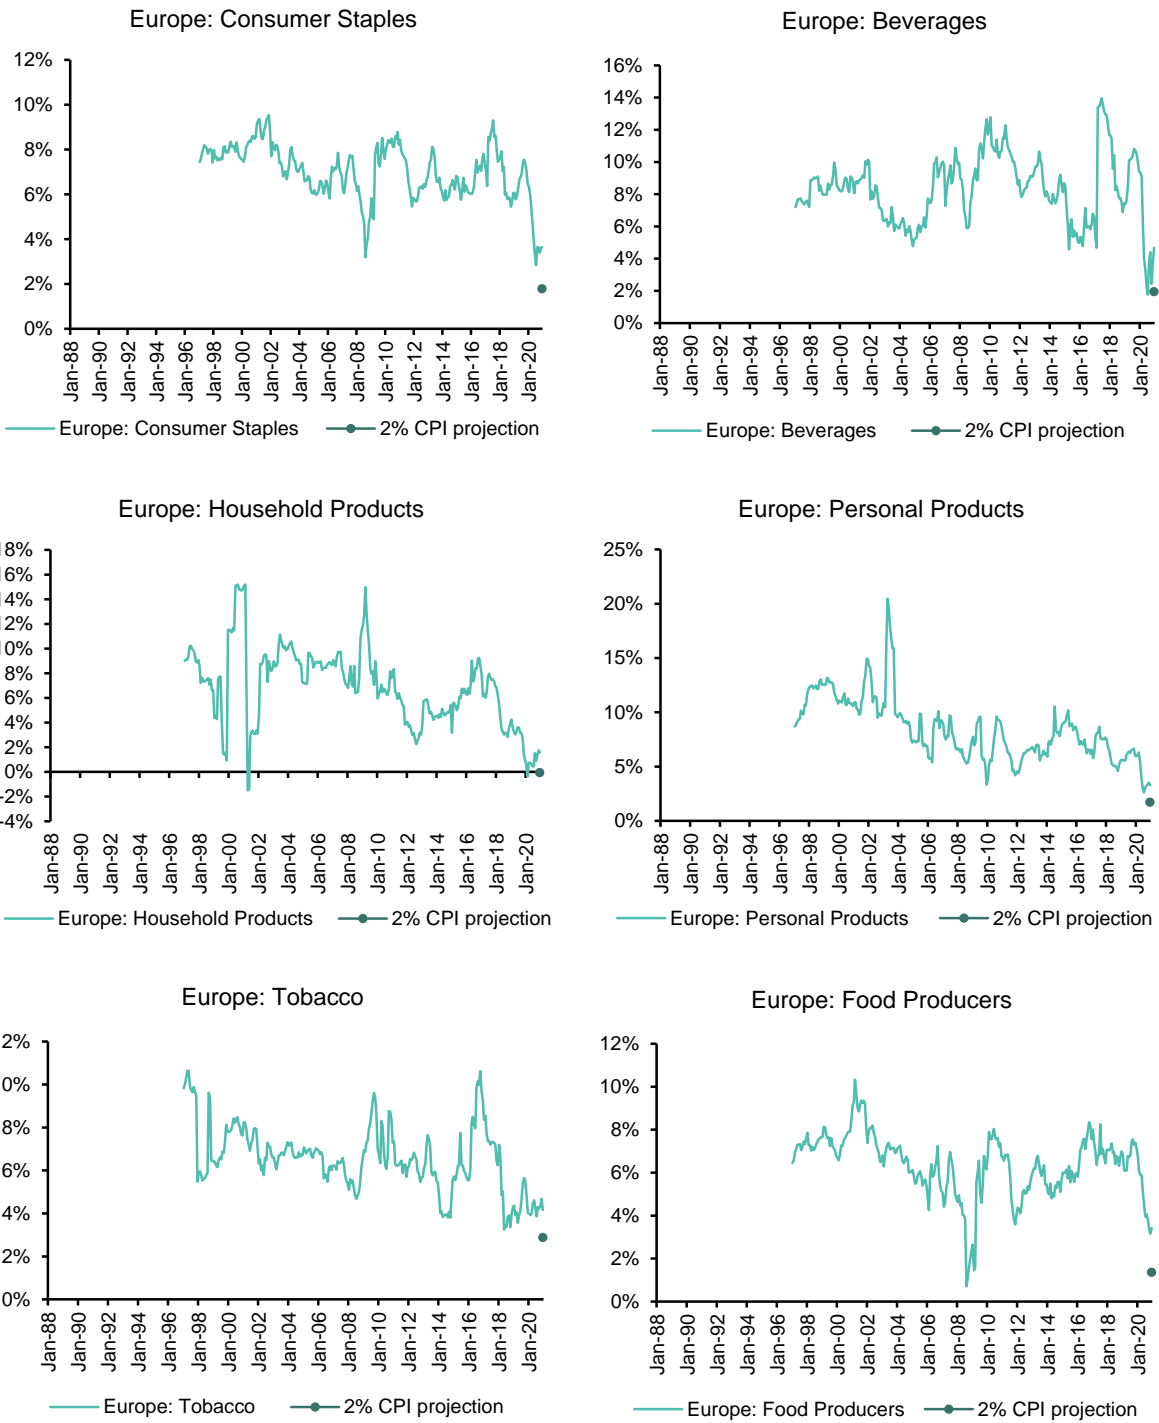 Europe: Consumer Staples
12%
10%
8%
6%
4%
2%
0%
Jan-88
Jan-90
Jan-92
Jan-94
Jan-96
Jan-98
Jan-00
Jan-02
Jan-04
Jan-06
Jan-08
Jan-10
Jan-12
Jan-14
Jan-16
Jan-18
Jan-20
Europe: Consumer Staples 2% CPI projection
Europe: Beverages
16%
14%
12%
10%
8%
6%
4%
2%
0%
Jan-88
Jan-90
Jan-92
Jan-94
Jan-96
Jan-98
Jan-00
Jan-02
Jan-04
Jan-06
Jan-08
Jan-10
Jan-12
Jan-14
Jan-16
Jan-18
Jan-20
Europe: Beverages 2% CPI projection
Europe: Household Products
18%
16%
14%
12%
10%
8%
6%
4%
2%
0%
-2%
-4%
Jan-88
Jan-90
Jan-92
Jan-94
Jan-96
Jan-98
Jan-00
Jan-02
Jan-04
Jan-06
Jan-08
Jan-10
Jan-12
Jan-14
Jan-16
Jan-18
Jan-20
Europe: Household Products 2% CPI projection
Europe: Personal Products
25%
20%
15%
10%
5%
0%
Jan-88
Jan-90
Jan-92
Jan-94
Jan-96
Jan-98
Jan-00
Jan-02
Jan-04
Jan-06
Jan-08
Jan-10
Jan-12
Jan-14
Jan-16
Jan-18
Jan-20
Europe: Personal Products 2% CPI projection
Europe: Tobacco
2%
0%
8%
6%
4%
2%
0%
Jan-88
Jan-90
Jan-92
Jan-94
Jan-96
Jan-98
Jan-00
Jan-02
Jan-04
Jan-06
Jan-08
Jan-10
Jan-12
Jan-14
Jan-16
Jan-18
Jan-20
Europe: Tobacco 2% CPI projection
Europe: Food Producers
12%
10%
8%
6%
4%
2%
0%
Jan-88
Jan-90
Jan-92
Jan-94
Jan-96
Jan-98
Jan-00
Jan-02
Jan-04
Jan-06
Jan-08
Jan-10
Jan-12
Jan-14
Jan-16
Jan-18
Jan-20
Europe: Food Producers 2% CPI projection